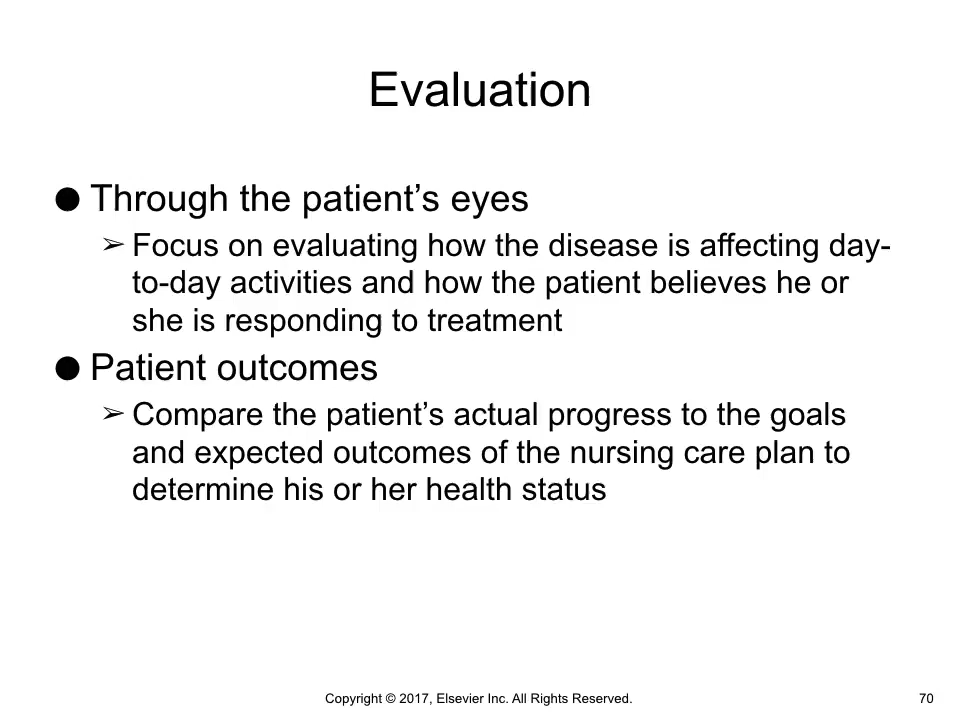 Evaluation
● Through the patient’s eyes
➢ Focus on evaluating how the disease is affecting day-
to-day activities and how the patient believes he or
she is responding to treatment
● Patient outcomes
➢ Compare the patient’s actual progress to the goals
and expected outcomes of the nursing care plan to
determine his or her health status
Copyright © 2017, Elsevier Inc. All Rights Reserved.
70